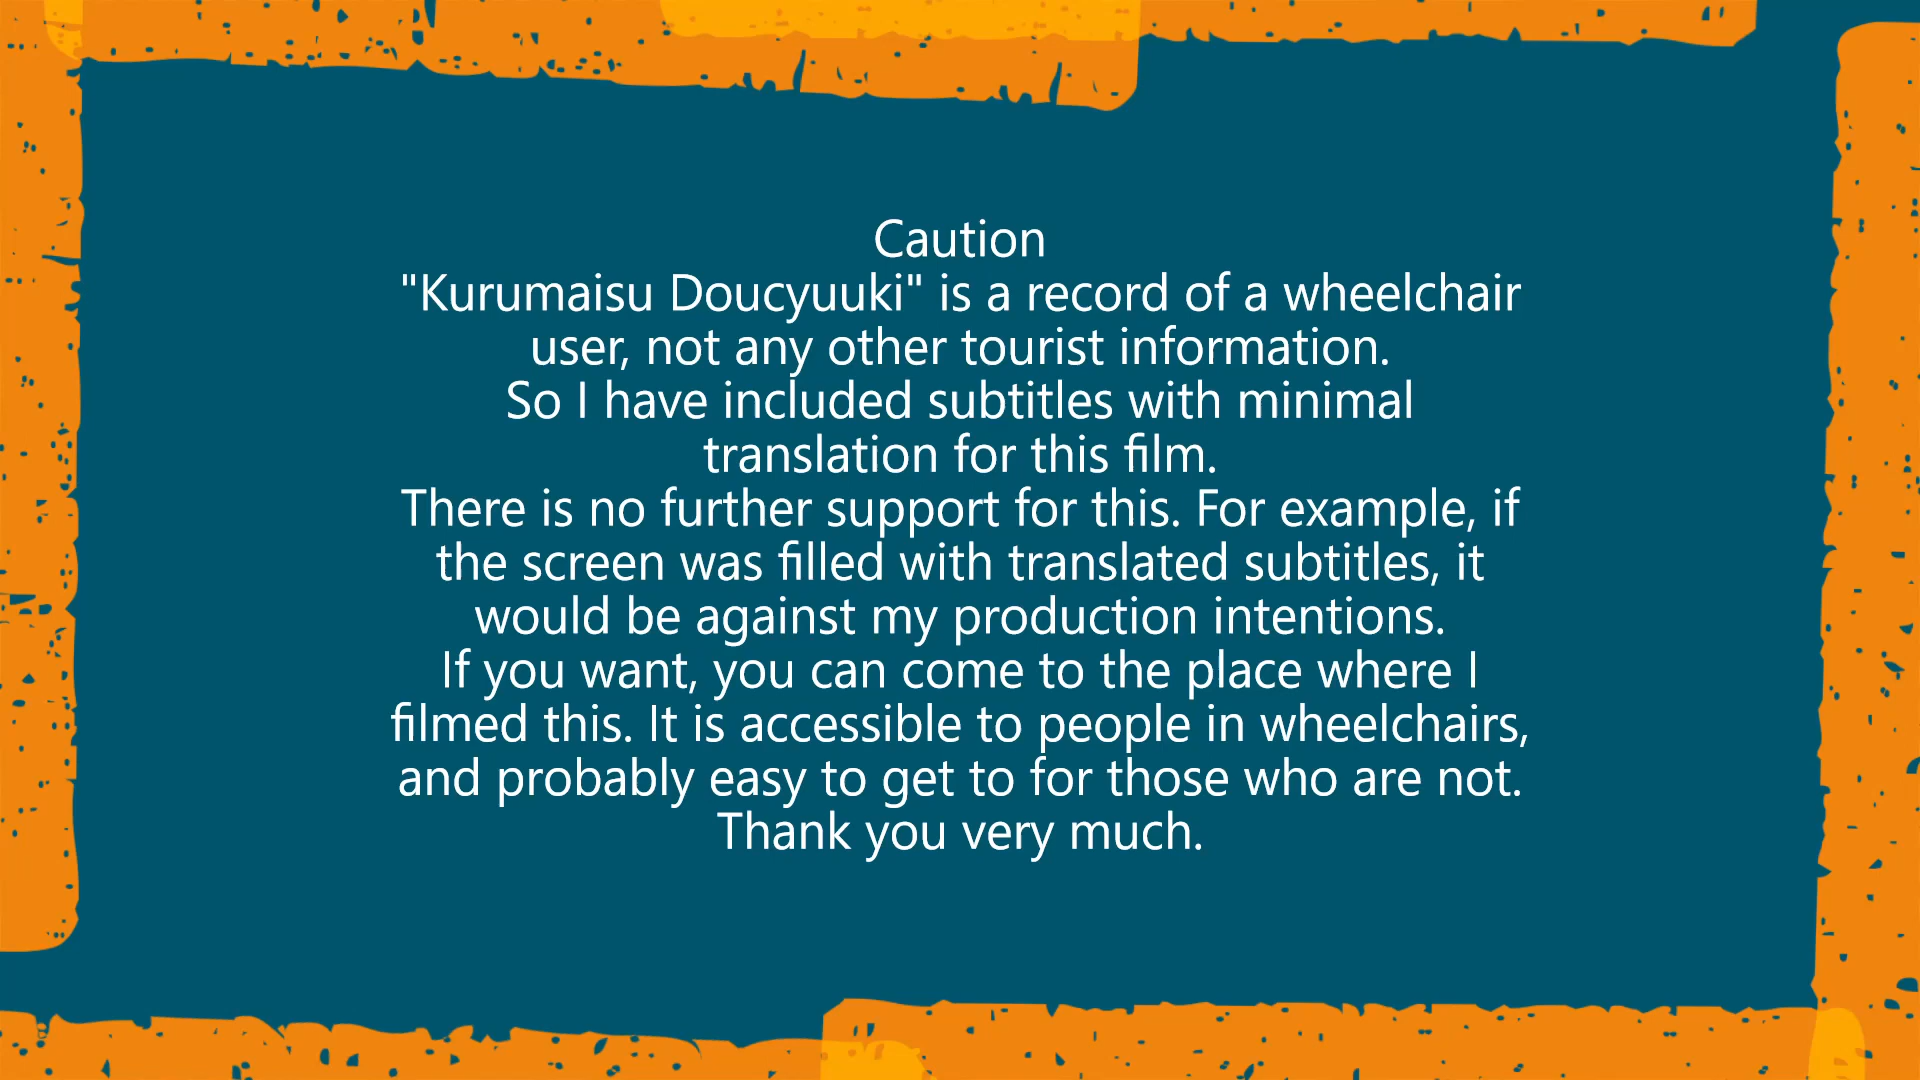 Caution
"Kurumaisu Doucyuuki" is a record of a wheelchair
user, not any other tourist information.
So I have included subtitles with minimal
translation for this film.
There is no further support for this. For example, if
the screen was filled with translated subtitles, it
would be against my production intentions.
If you want, you can come to the place where I
filmed this. It is accessible to people in wheelchairs,
and probably easy to get to for those who are not.
Thank you very much.